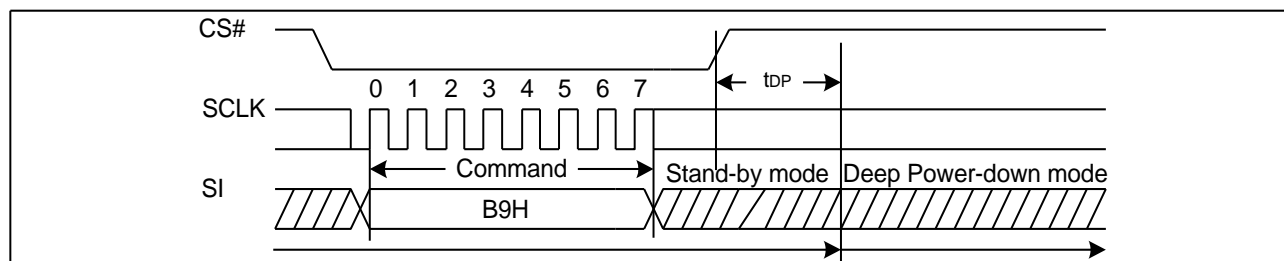 CS#
tDP
0 1 2 3 4 5 6 7
SCLK
Command
Stand-by mode Deep Power-down mode
SI
B9H